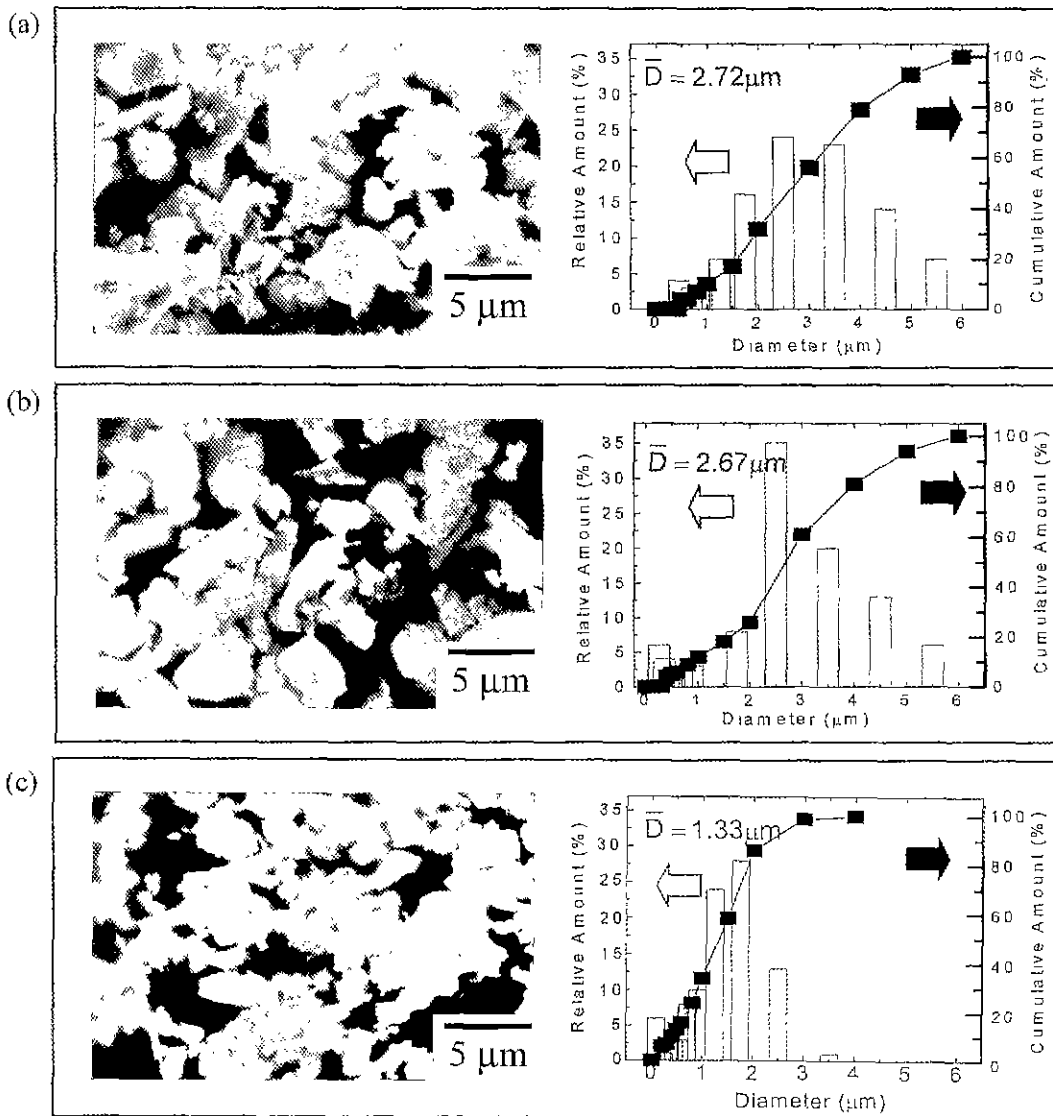 (a)
D = 2.72μm
Relative Amount (%)
35
30
25
20
15
10
5
0
100
80
60
40
20
0
Cumulative Amount (%)
0 1 2 3 4 5 6
Diameter (μm)
5 μm
(b)
D = 2.67μm
Relative Amount (%)
35
30
25
20
15
10
5
0
100
80
60
40
20
0
Cumulative Amount (%)
0 1 2 3 4 5 6
Diameter (μm)
5 μm
(c)
D = 1.33μm
Relative Amount (%)
35
30
25
20
15
10
5
0
100
80
60
40
20
0
Cumulative Amount (%)
0 1 2 3 4 5 6
Diameter (μm)
5 μm